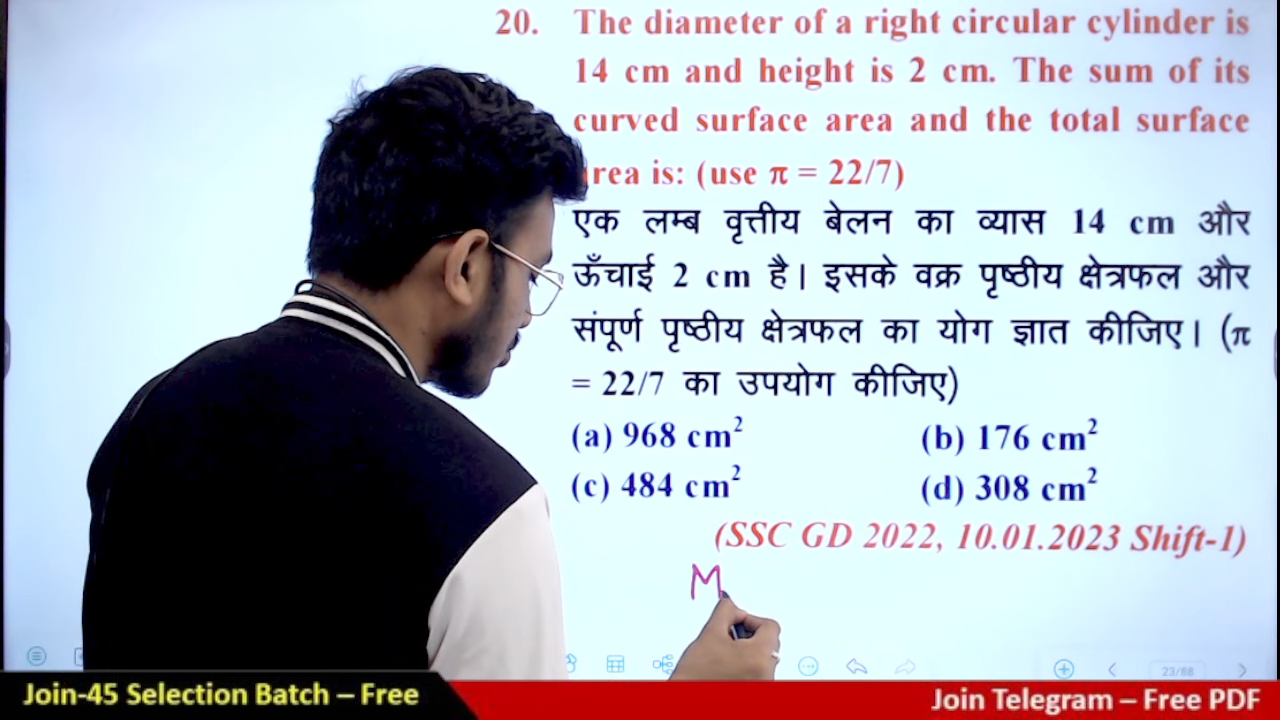 20. The diameter of a right circular cylinder is
14 cm and height is 2 cm. The sum of its
curved surface area and the total surface
rea is: (use π = 22/7)
एक लम्ब वृत्तीय बेलन का व्यास 14 cm और
ऊँचाई 2 cm है। इसके वक्र पृष्ठीय क्षेत्रफल और
संपूर्ण पृष्ठीय क्षेत्रफल का योग ज्ञात कीजिए। (π
= 22/7 का उपयोग कीजिए)
(a) 968 cm² (b) 176 cm²
(c) 484 cm² (d) 308 cm²
(SSC GD 2022, 10.01.2023 Shift-1)
M
23/88
Join-45 Selection Batch – Free
Join Telegram – Free PDF